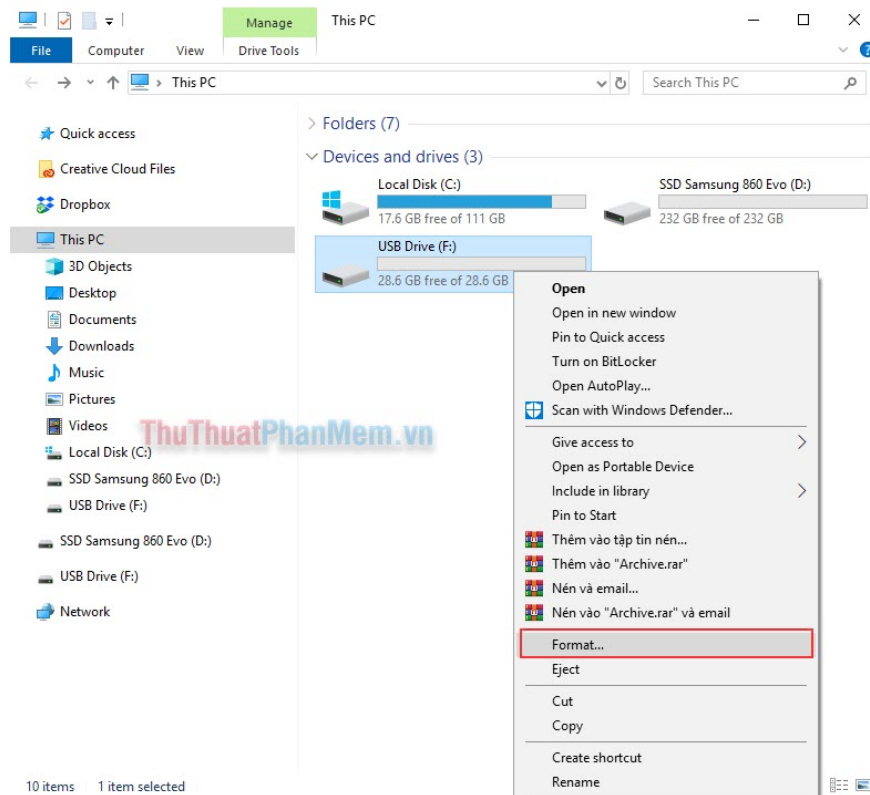 Manage
This PC
File
Computer
View
Drive Tools
This PC
Search This PC
Quick access
Creative Cloud Files
Dropbox
This PC
3D Objects
Desktop
Documents
Downloads
Music
Pictures
Videos
Local Disk (C:)
SSD Samsung 860 Evo (D:)
USB Drive (F:)
SSD Samsung 860 Evo (D:)
USB Drive (F:)
Network
Folders (7)
Devices and drives (3)
Local Disk (C:)
17.6 GB free of 111 GB
SSD Samsung 860 Evo (D:)
232 GB free of 232 GB
USB Drive (F:)
28.6 GB free of 28.6 GB
ThuThuatPhanMem.vn
Open
Open in new window
Pin to Quick access
Turn on BitLocker
Open AutoPlay...
Scan with Windows Defender...
Give access to
Open as Portable Device
Include in library
Pin to Start
Thêm vào tập tin nén...
Thêm vào "Archive.rar"
Nén và email...
Nén vào "Archive.rar" và email
Format...
Eject
Cut
Copy
Create shortcut
Rename
10 items
1 item selected